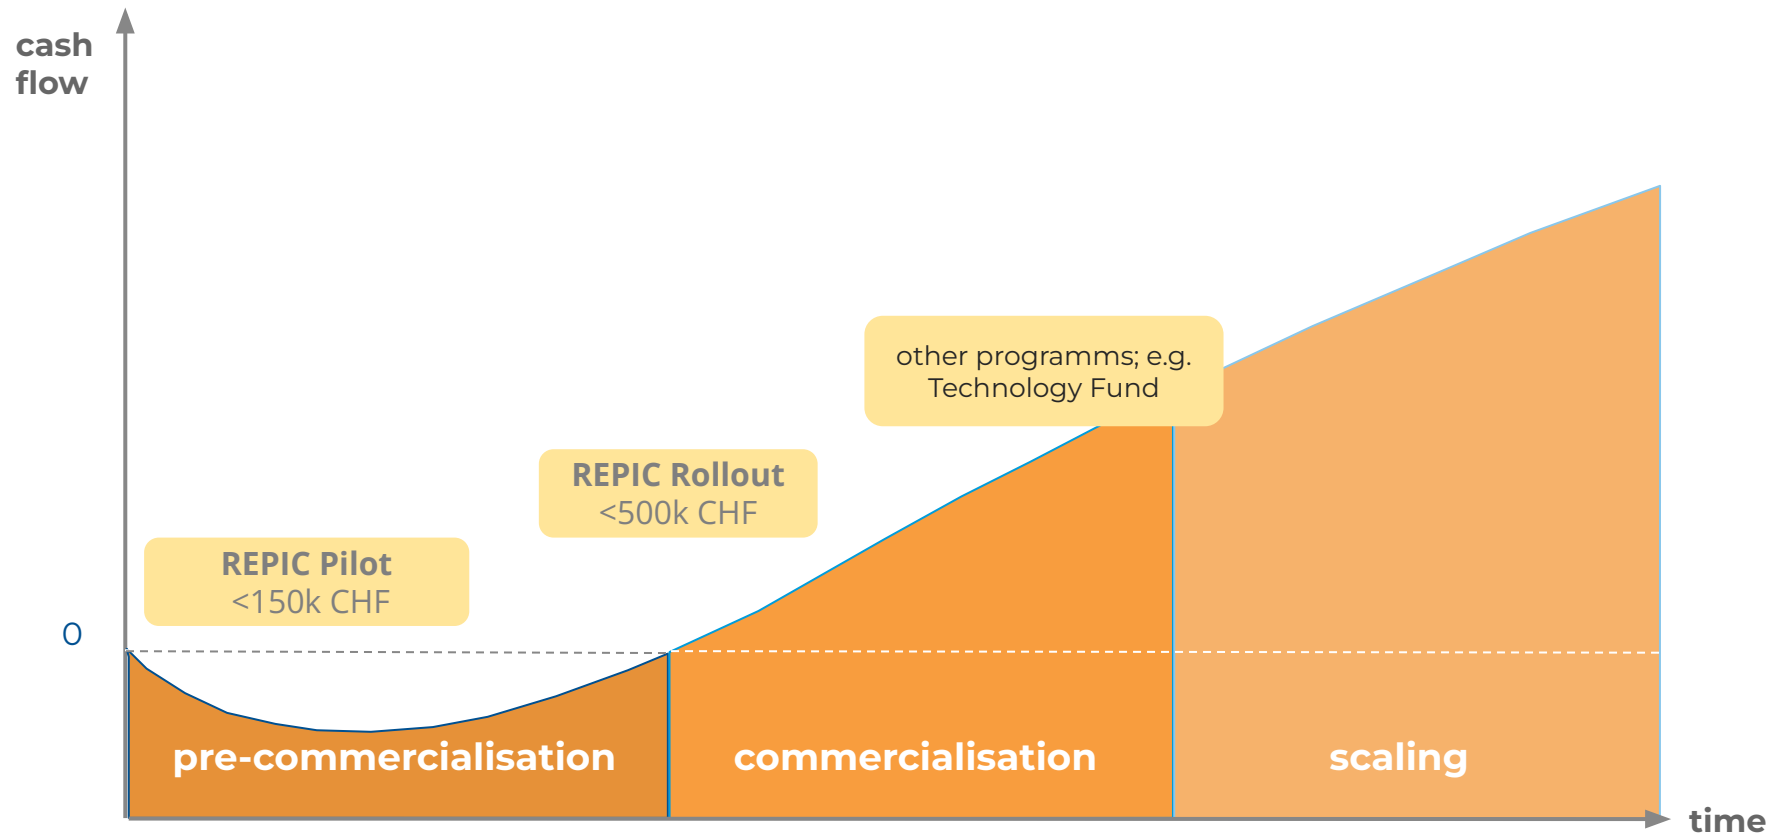 cash
flow
other programms; e.g.
Technology Fund
REPIC Rollout
<500k CHF
REPIC Pilot
<150k CHF
0
pre-commercialisation
commercialisation
scaling
time